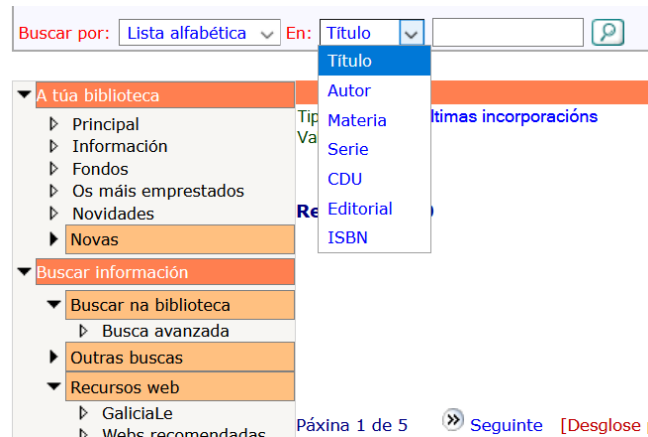 Buscar por: Lista alfabética En: Título
Título
Autor
Materia
Serie
CDU
Editorial
ISBN
A túa biblioteca
Principal
Información
Fondos
Os máis emprestados
Novidades
Novas
Buscar información
Buscar na biblioteca
Busca avanzada
Outras buscas
Recursos web
GaliciaLe
Webs recomendadas
ltimas incorporacións
Páxina 1 de 5 Seguinte [Desglose